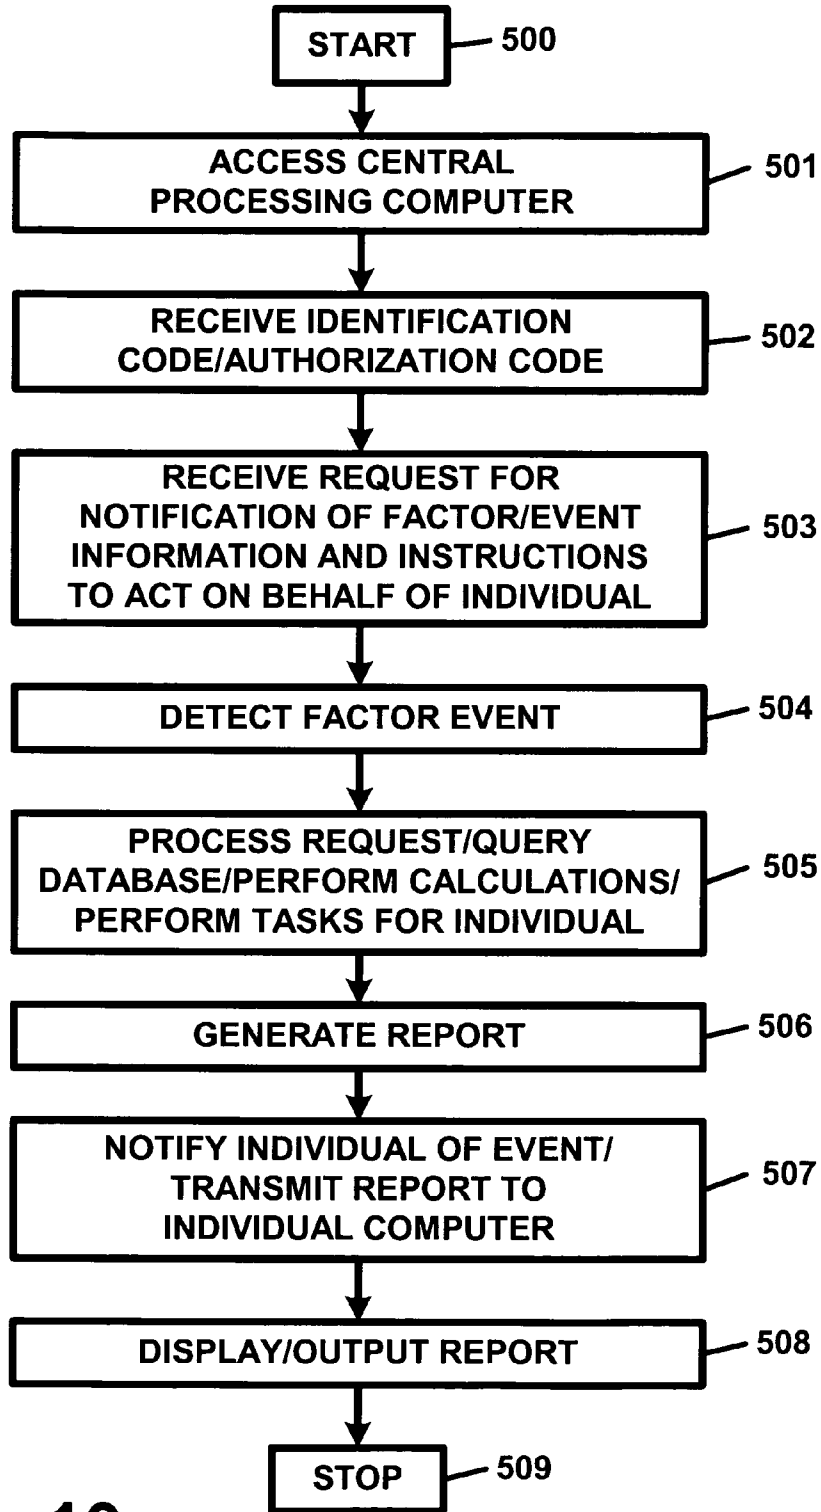 START
500
ACCESS CENTRAL
PROCESSING COMPUTER
501
RECEIVE IDENTIFICATION
CODE/AUTHORIZATION CODE
502
RECEIVE REQUEST FOR
NOTIFICATION OF FACTOR/EVENT
INFORMATION AND INSTRUCTIONS
TO ACT ON BEHALF OF INDIVIDUAL
503
DETECT FACTOR EVENT
504
PROCESS REQUEST/QUERY
DATABASE/PERFORM CALCULATIONS/
PERFORM TASKS FOR INDIVIDUAL
505
GENERATE REPORT
506
NOTIFY INDIVIDUAL OF EVENT/
TRANSMIT REPORT TO
INDIVIDUAL COMPUTER
507
DISPLAY/OUTPUT REPORT
508
STOP
509